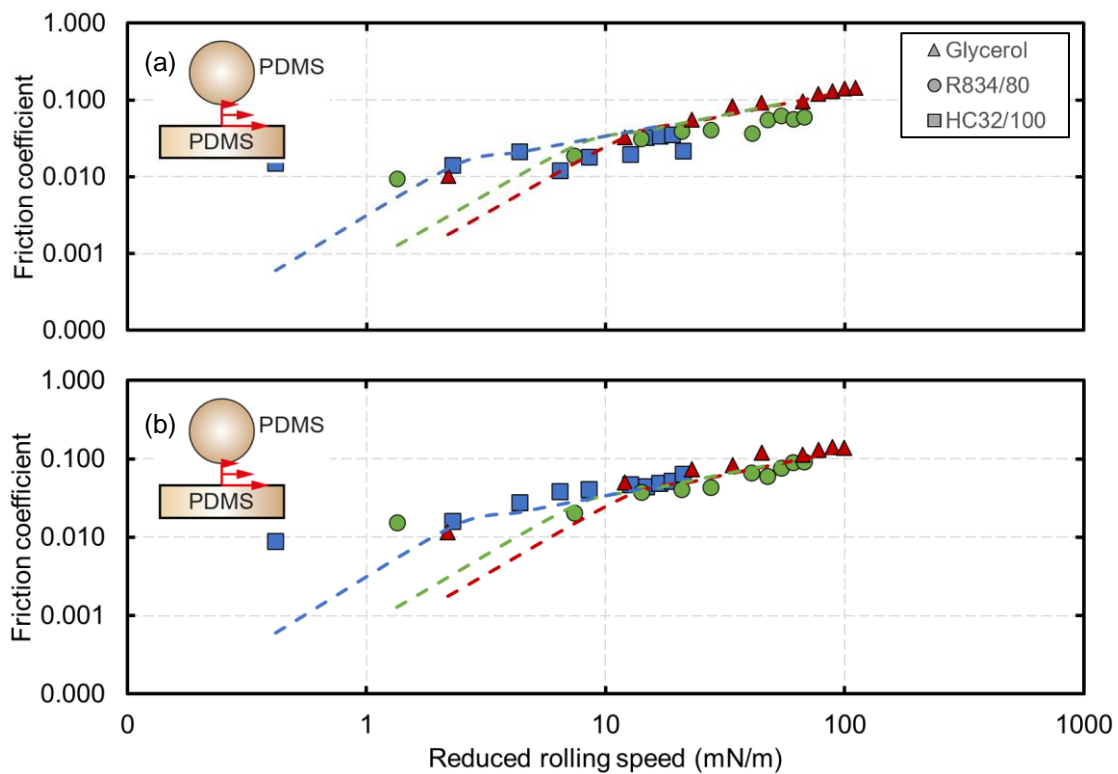 1.000
(a)
PDMS
PDMS
Glycerol
R834/80
HC32/100
0.100
0.010
0.001
0.000
Friction coefficient
1.000
(b)
PDMS
PDMS
0.100
0.010
0.001
0.000
Friction coefficient
0 1 10 100 1000
Reduced rolling speed (mN/m)